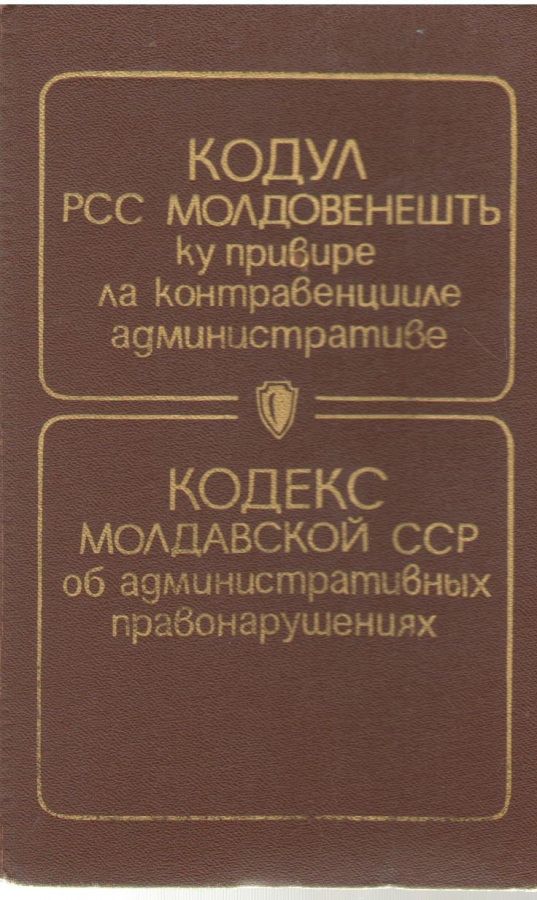 КОДУЛ
РСС МОЛДОВЕНЕШТЬ
ку привире
ла контравенцииле
административе
КОДЕКС
МОЛДАВСКОЙ ССР
об административных
правонарушениях